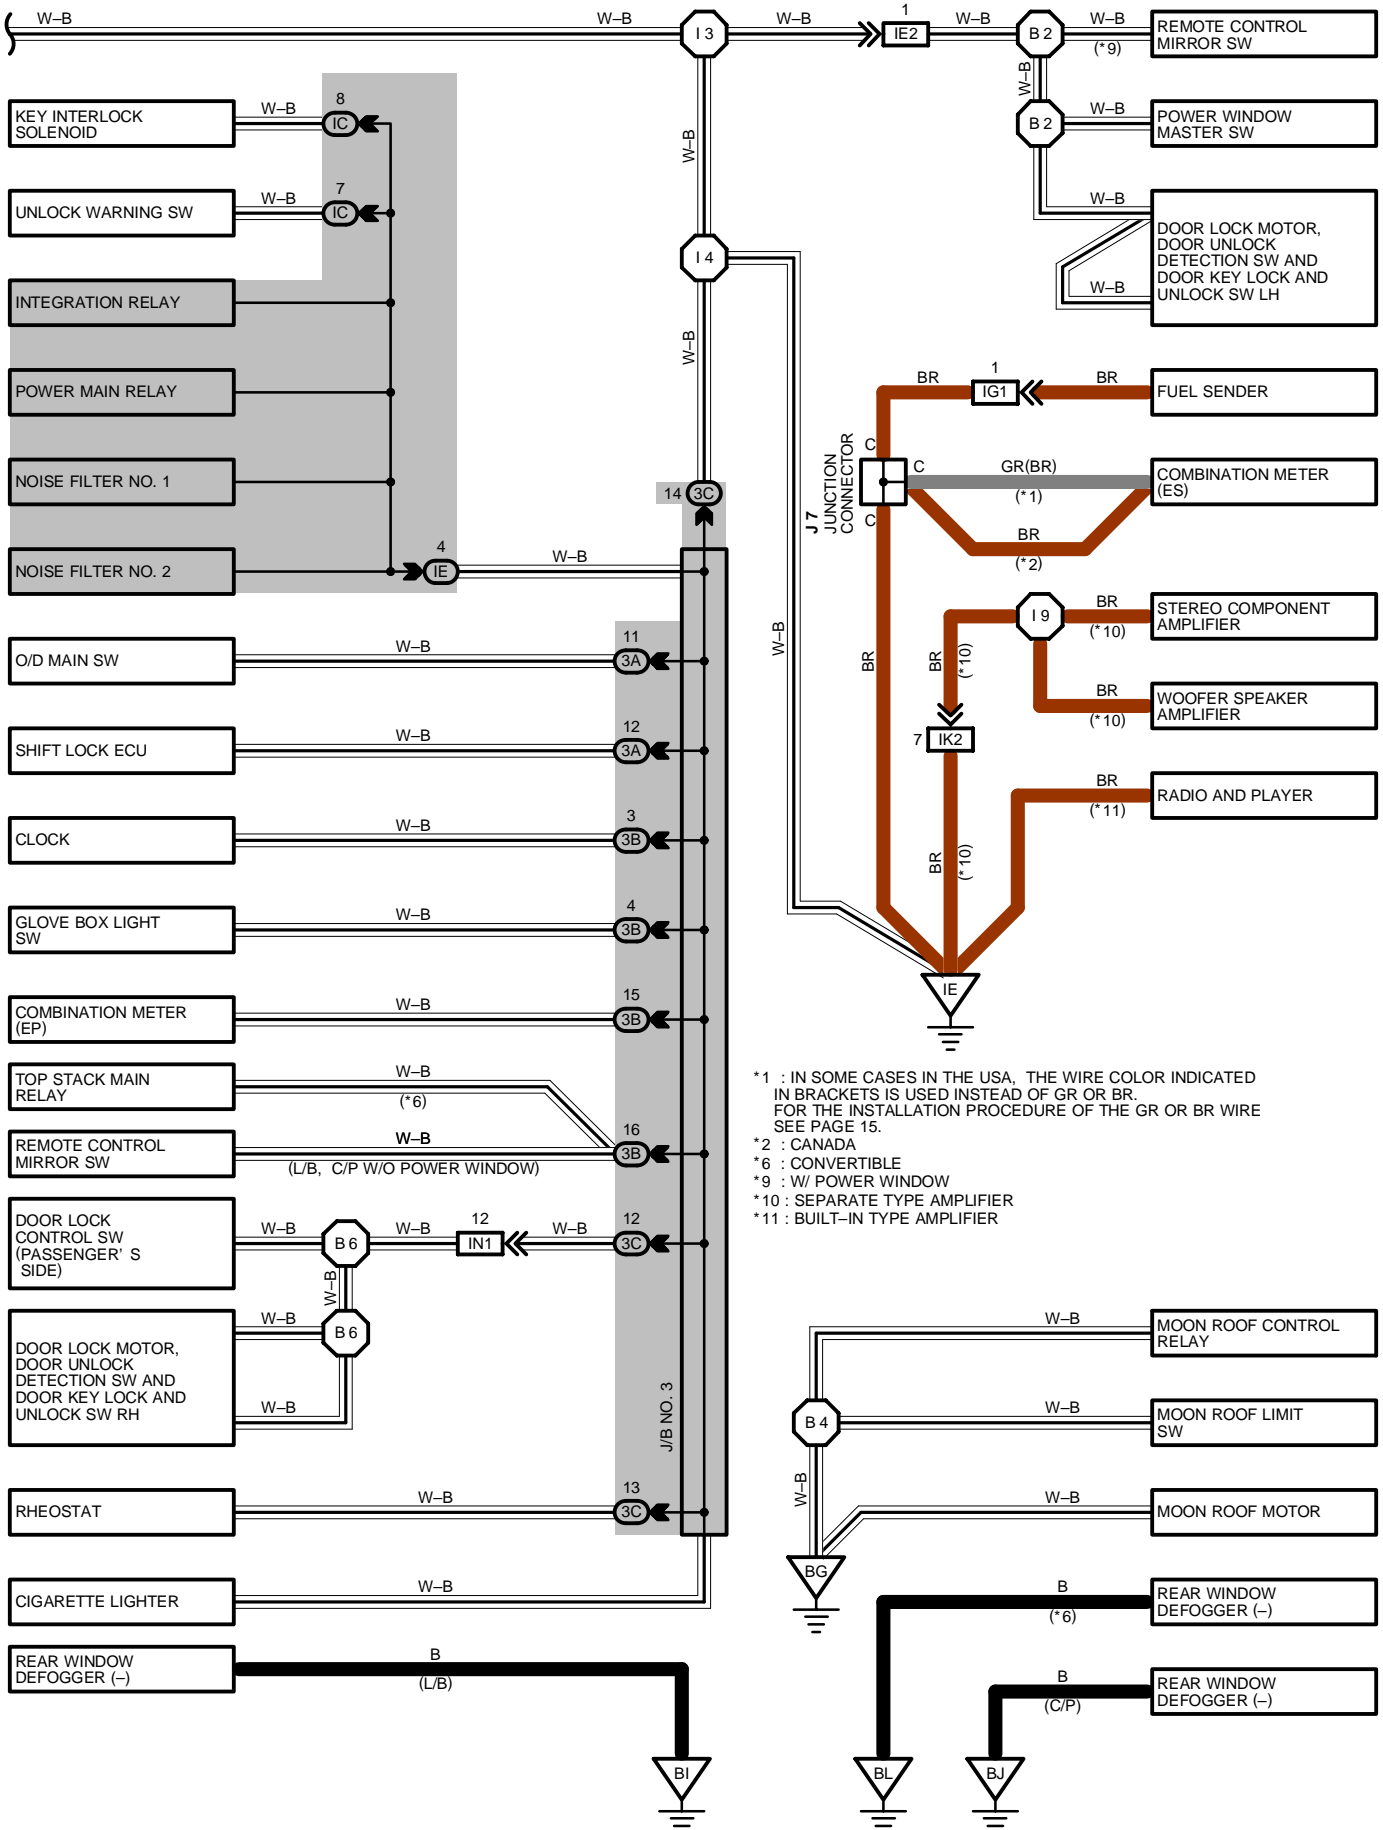 W–B
W–B
I 3
W–B
1
IE2
W–B
B 2
W–B
(*9)
REMOTE CONTROL
MIRROR SW
W–B
KEY INTERLOCK
SOLENOID
W–B
8
IC
W–B
B 2
W–B
POWER WINDOW
MASTER SW
UNLOCK WARNING SW
W–B
7
IC
W–B
DOOR LOCK MOTOR,
DOOR UNLOCK
DETECTION SW AND
DOOR KEY LOCK AND
UNLOCK SW LH
W–B
I 4
INTEGRATION RELAY
W–B
POWER MAIN RELAY
BR
1
IG1
BR
FUEL SENDER
J 7
JUNCTION
CONNECTOR
C
C
C
GR(BR)
(*1)
BR
(*2)
COMBINATION METER
(ES)
NOISE FILTER NO. 1
14
3C
NOISE FILTER NO. 2
4
IE
W–B
I 9
BR
(*10)
STEREO COMPONENT
AMPLIFIER
O/D MAIN SW
W–B
11
3A
W–B
BR
BR
(*10)
BR
(*10)
WOOFER SPEAKER
AMPLIFIER
SHIFT LOCK ECU
W–B
12
3A
7
IK2
BR
(*11)
RADIO AND PLAYER
CLOCK
W–B
3
3B
BR
(*10)
GLOVE BOX LIGHT
SW
W–B
4
3B
COMBINATION METER
(EP)
W–B
15
3B
IE
TOP STACK MAIN
RELAY
W–B
(*6)
REMOTE CONTROL
MIRROR SW
W–B
(L/B, C/P W/O POWER WINDOW)
16
3B
*1 : IN SOME CASES IN THE USA, THE WIRE COLOR INDICATED
IN BRACKETS IS USED INSTEAD OF GR OR BR.
FOR THE INSTALLATION PROCEDURE OF THE GR OR BR WIRE
SEE PAGE 15.
*2 : CANADA
*6 : CONVERTIBLE
*9 : W/ POWER WINDOW
*10 : SEPARATE TYPE AMPLIFIER
*11 : BUILT–IN TYPE AMPLIFIER
DOOR LOCK
CONTROL SW
(PASSENGER' S
SIDE)
W–B
B 6
W–B
12
IN1
W–B
12
3C
W–B
DOOR LOCK MOTOR,
DOOR UNLOCK
DETECTION SW AND
DOOR KEY LOCK AND
UNLOCK SW RH
W–B
B 6
W–B
J/B NO. 3
W–B
MOON ROOF CONTROL
RELAY
B 4
W–B
MOON ROOF LIMIT
SW
W–B
RHEOSTAT
W–B
13
3C
W–B
MOON ROOF MOTOR
BG
CIGARETTE LIGHTER
W–B
B
(*6)
REAR WINDOW
DEFOGGER (–)
REAR WINDOW
DEFOGGER (–)
B
(L/B)
B
(C/P)
REAR WINDOW
DEFOGGER (–)
BI
BL
BJ